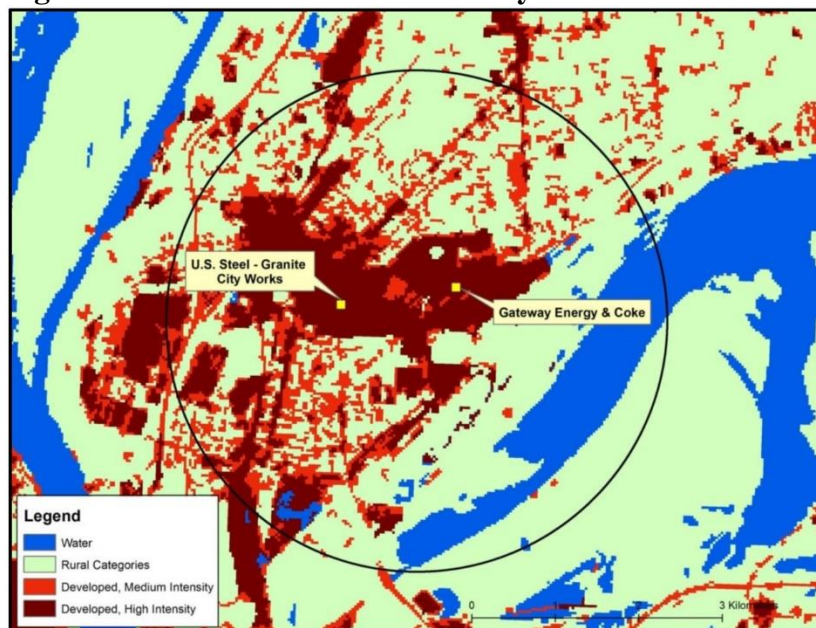 U.S. Steel - Granite
City Works
Gateway Energy & Coke
Legend
Water
Rural Categories
Developed, Medium Intensity
Developed, High Intensity
0
3